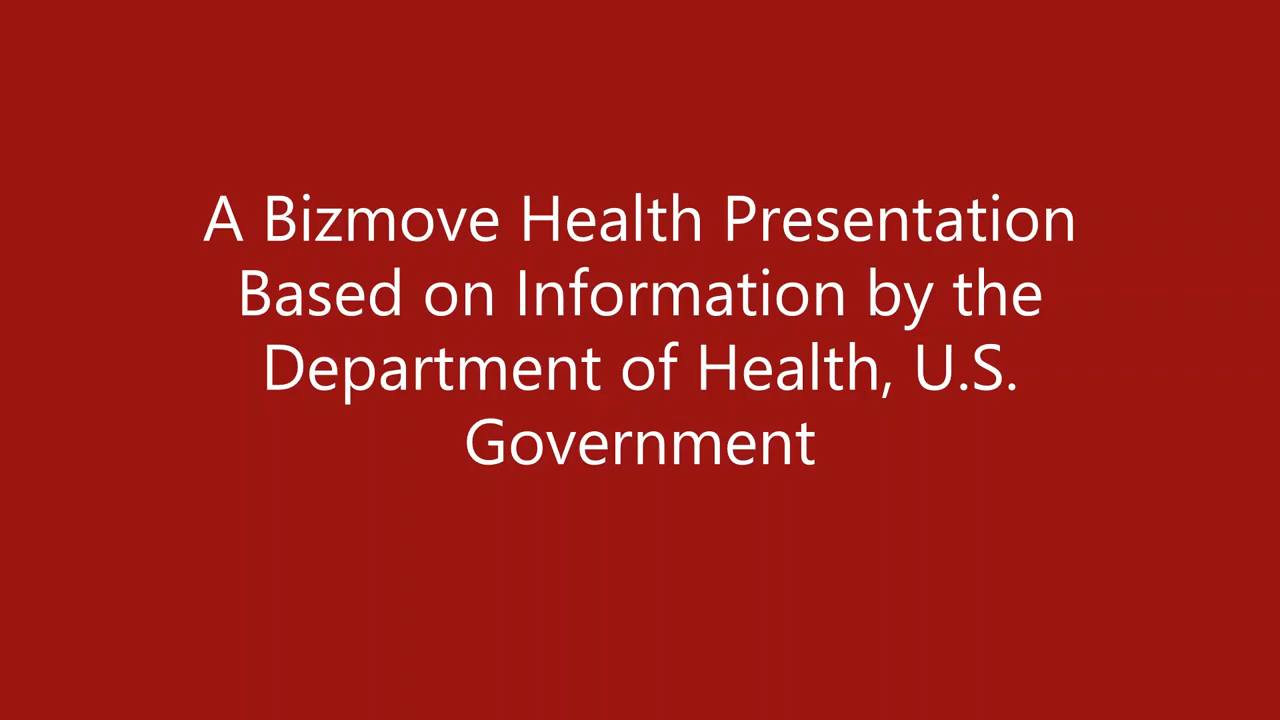 A Bizmove Health Presentation
Based on Information by the
Department of Health, U.S.
Government